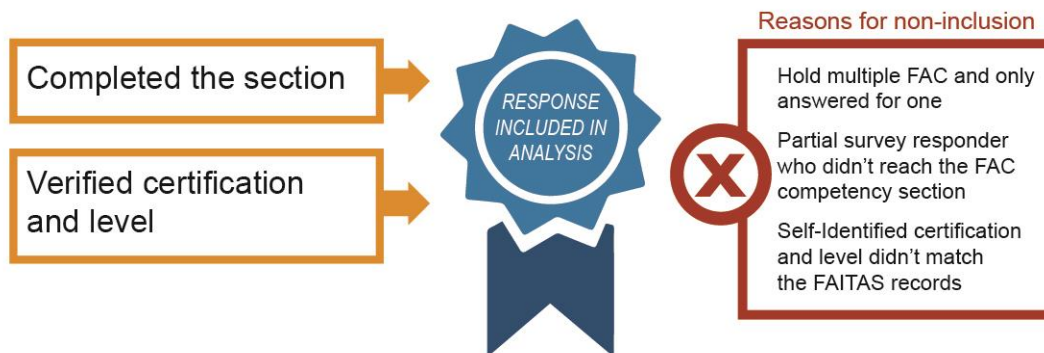 Completed the section
Verified certification
and level
RESPONSE
INCLUDED IN
ANALYSIS
Reasons for non-inclusion
X
Hold multiple FAC and only
answered for one
Partial survey responder
who didn’t reach the FAC
competency section
Self-Identified certification
and level didn’t match
the FAITAS records